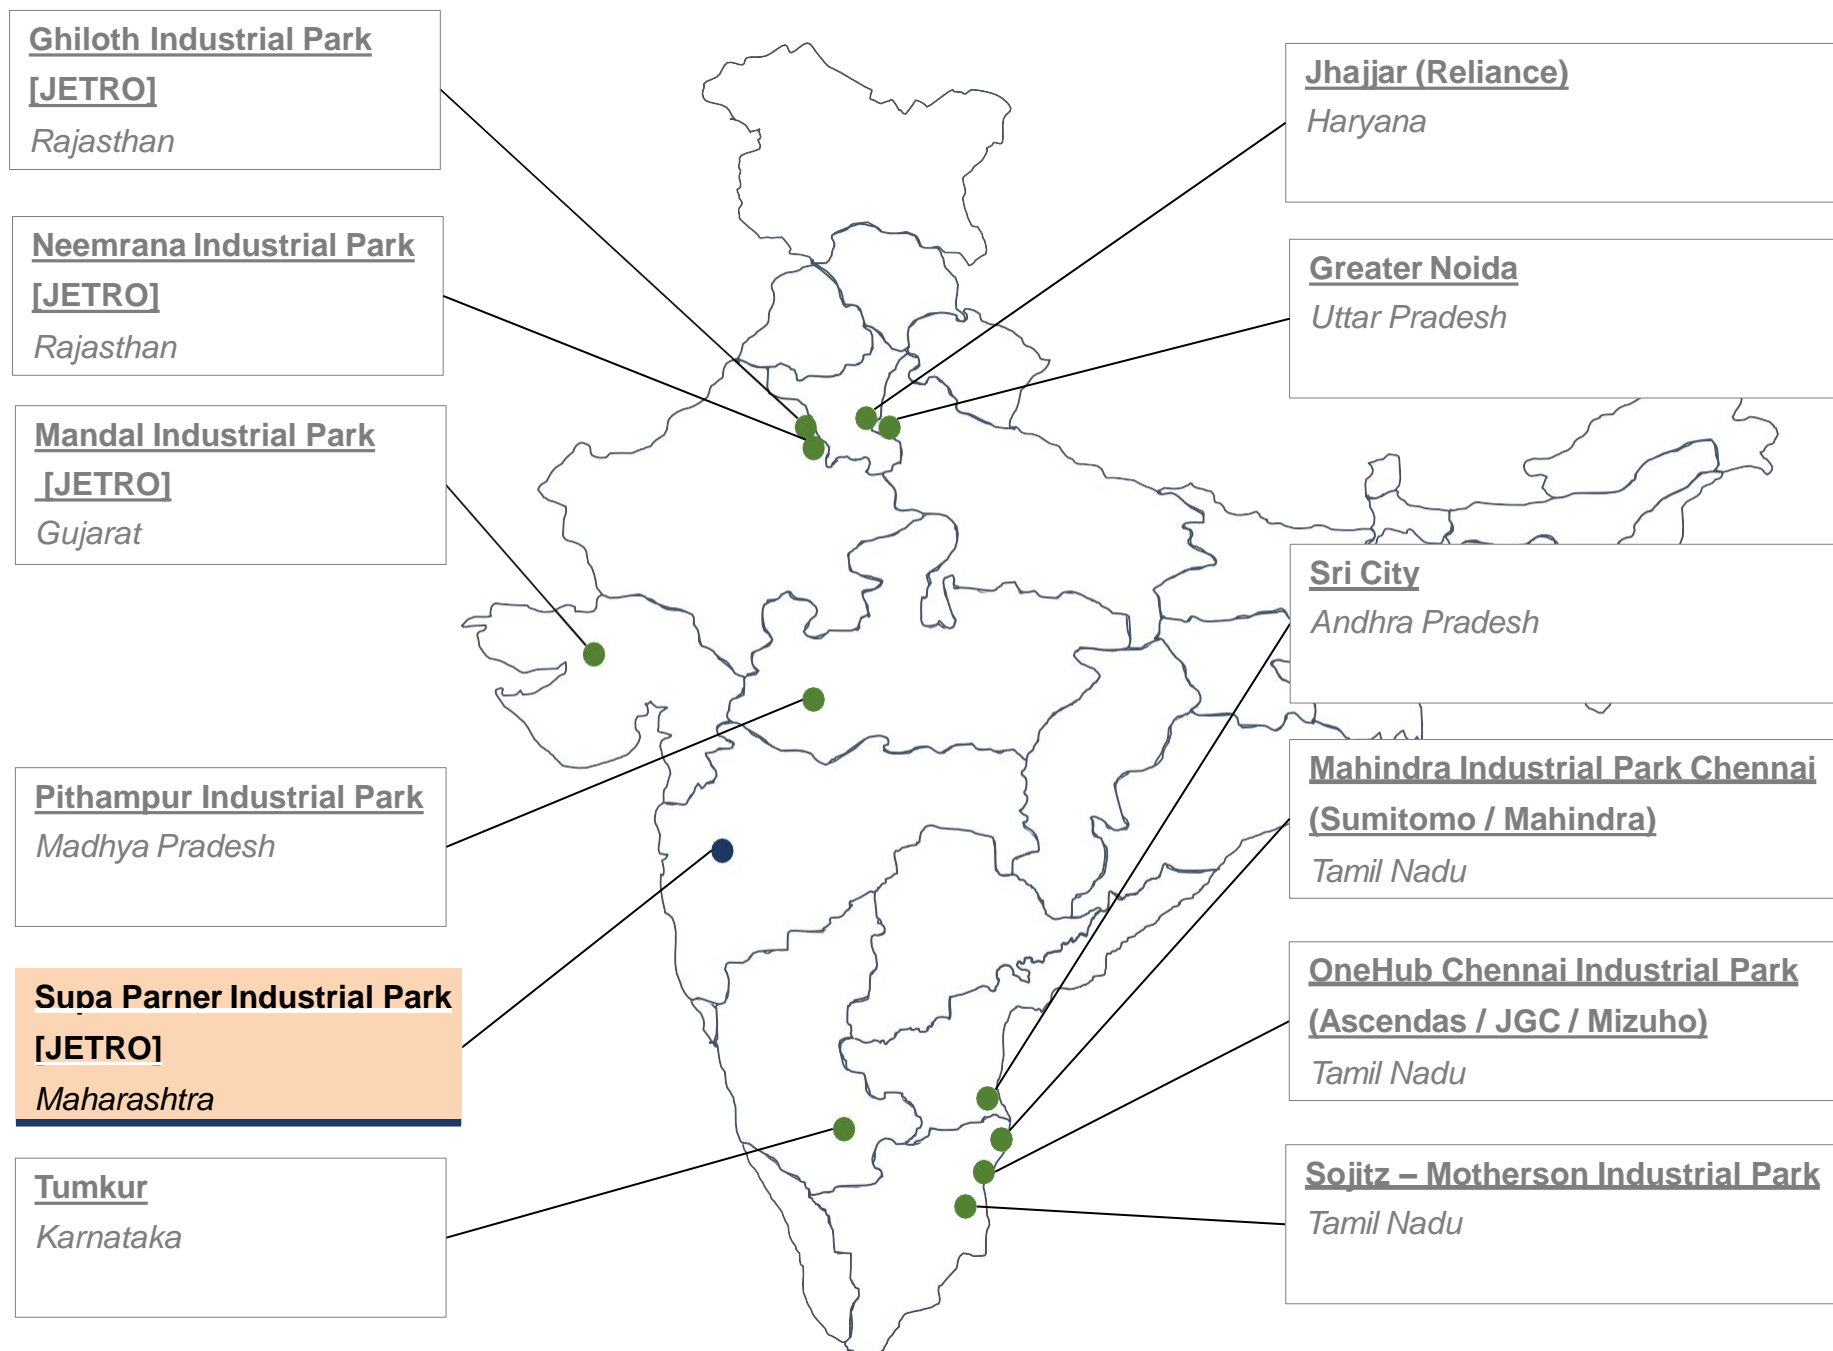 Ghiloth Industrial Park
[JETRO]
Rajasthan
Neemrana Industrial Park
[JETRO]
Rajasthan
Mandal Industrial Park
[JETRO]
Gujarat
Pithampur Industrial Park
Madhya Pradesh
Supa Parner Industrial Park
[JETRO]
Maharashtra
Tumkur
Karnataka
Jhajjar (Reliance)
Haryana
Greater Noida
Uttar Pradesh
Sri City
Andhra Pradesh
Mahindra Industrial Park Chennai
(Sumitomo / Mahindra)
Tamil Nadu
OneHub Chennai Industrial Park
(Ascendas / JGC / Mizuho)
Tamil Nadu
Sojitz – Motherson Industrial Park
Tamil Nadu